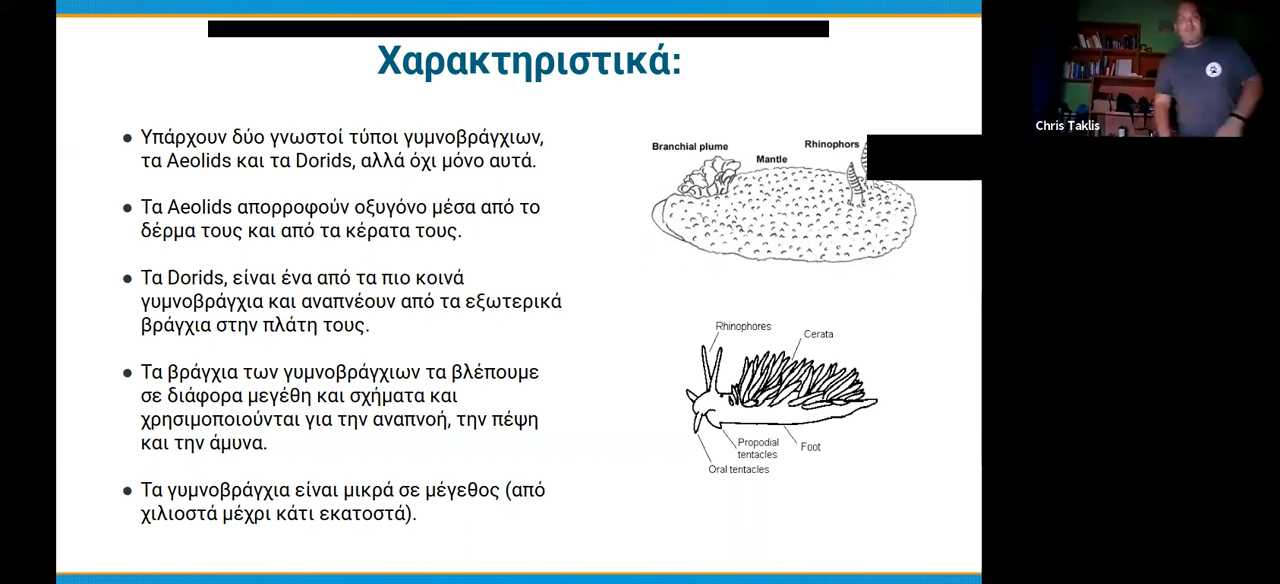 Χαρακτηριστικά:
● Υπάρχουν δύο γνωστοί τύποι γυμνοβράγχιων,
τα Aeolids και τα Dorids, αλλά όχι μόνο αυτά.
● Τα Aeolids απορροφούν οξυγόνο μέσα από το
δέρμα τους και από τα κέρατα τους.
● Τα Dorids, είναι ένα από τα πιο κοινά
γυμνοβράγχια και αναπνέουν από τα εξωτερικά
βράγχια στην πλάτη τους.
● Τα βράγχια των γυμνοβράγχιων τα βλέπουμε
σε διάφορα μεγέθη και σχήματα και
χρησιμοποιούνται για την αναπνοή, την πέψη
και την άμυνα.
● Τα γυμνοβράγχια είναι μικρά σε μέγεθος (από
χιλιοστά μέχρι κάτι εκατοστά).
Branchial plume
Mantle
Rhinophors
Rhinophores
Cerata
Propodial
tentacles
Foot
Oral tentacles
Chris Taklis